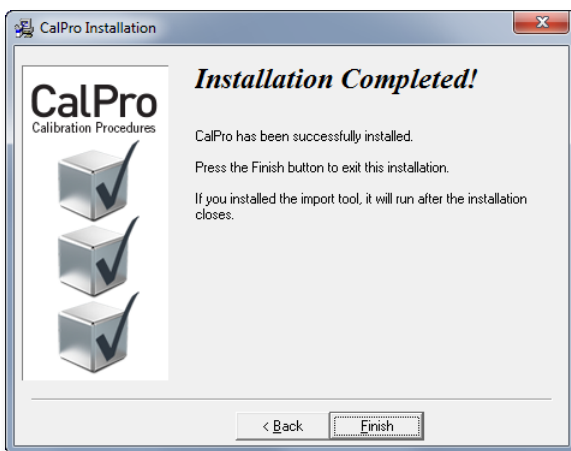 CalPro Installation
CalPro
Calibration Procedures
Installation Completed!
CalPro has been successfully installed.
Press the Finish button to exit this installation.
If you installed the import tool, it will run after the installation
closes.
< Back
Finish